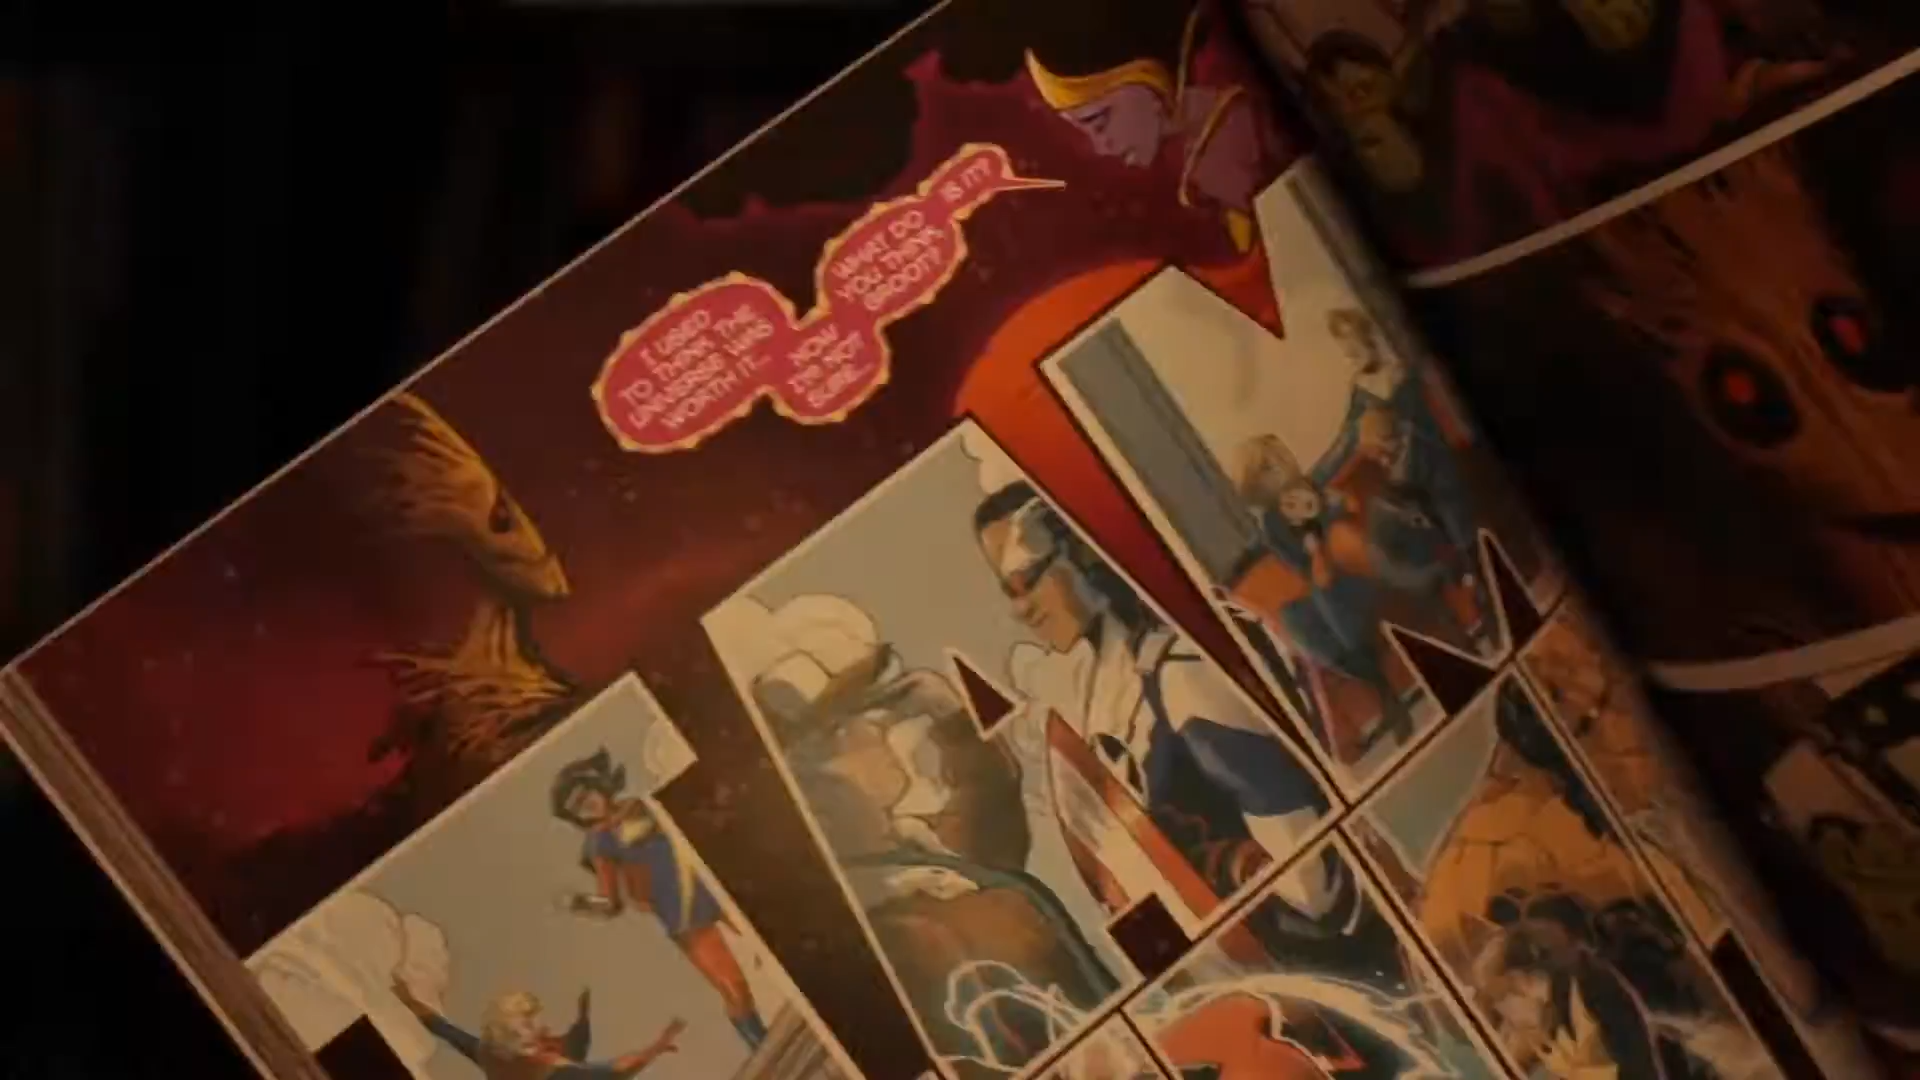 I USED
TO THINK THE
UNIVERSE WAS
WORTH IT...
NOW
I'M NOT
SURE...
WHAT DO
YOU THINK
GROOT?
IS IT?